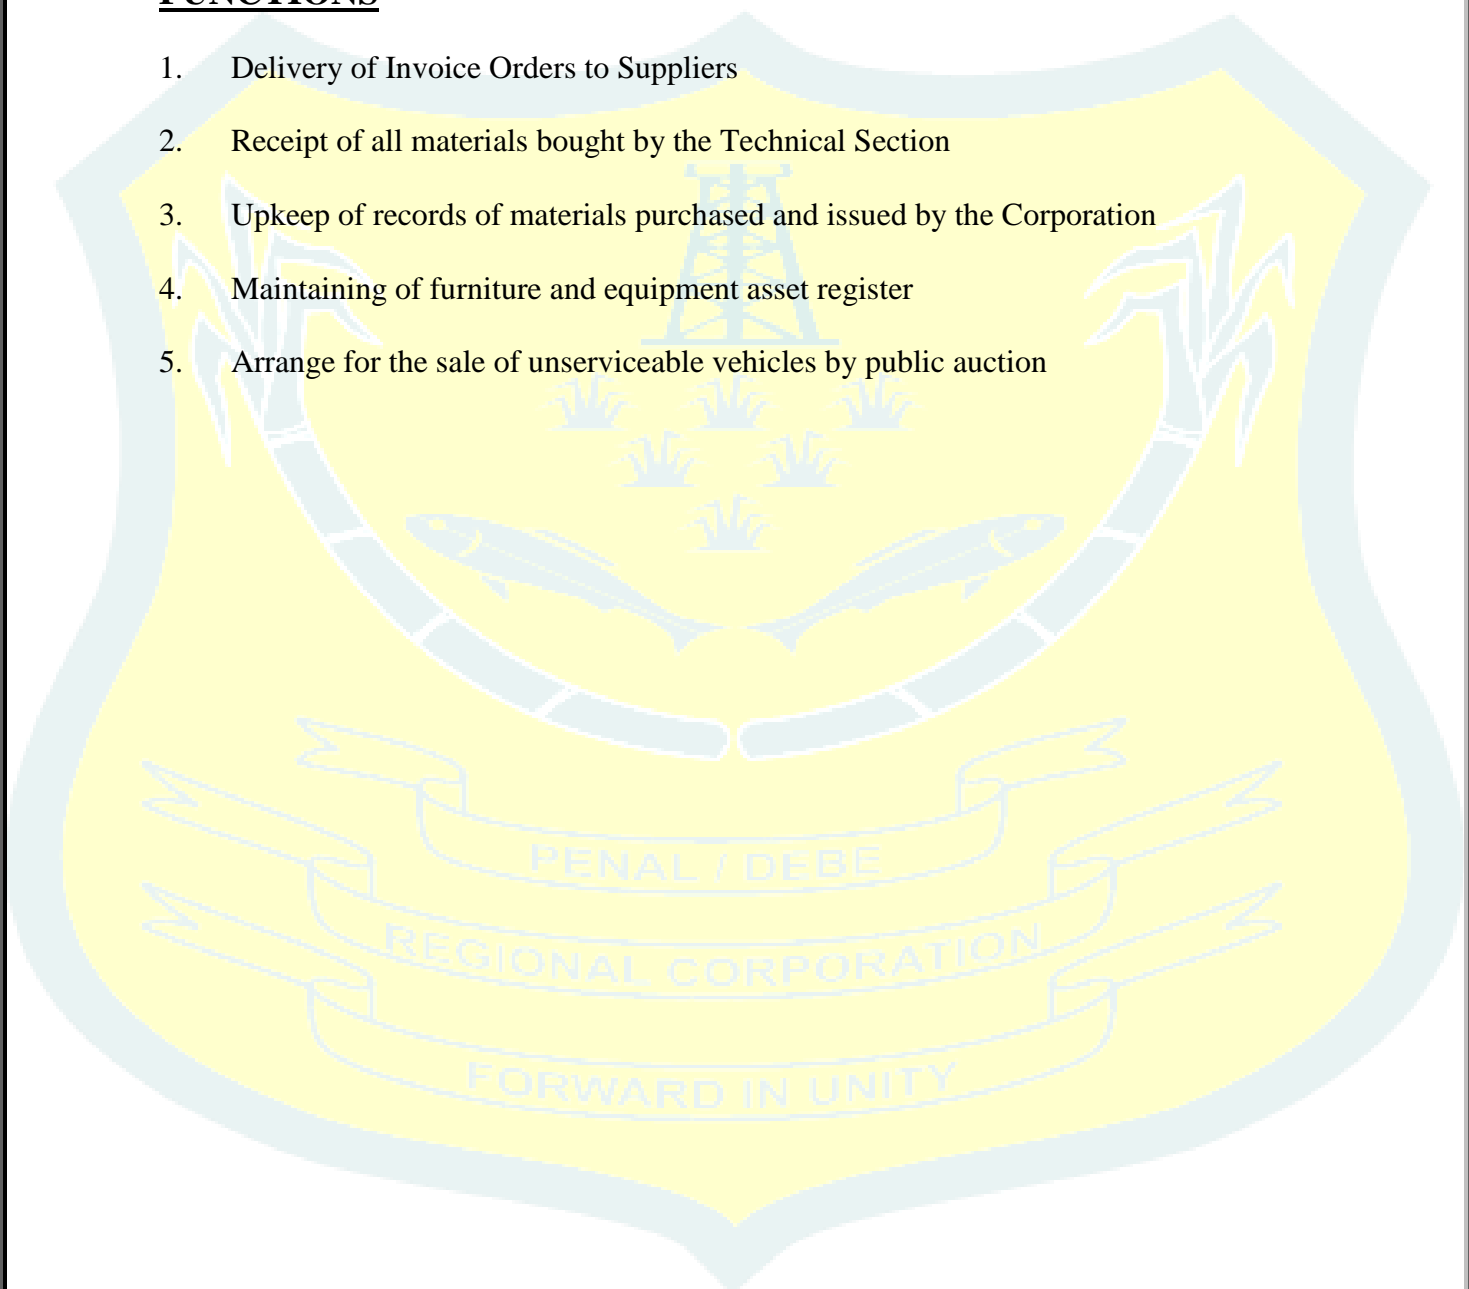 FUNCTIONS
1. Delivery of Invoice Orders to Suppliers
2. Receipt of all materials bought by the Technical Section
3. Upkeep of records of materials purchased and issued by the Corporation
4. Maintaining of furniture and equipment asset register
5. Arrange for the sale of unserviceable vehicles by public auction
PENAL / DEBE
REGIONAL CORPORATION
FORWARD IN UNITY